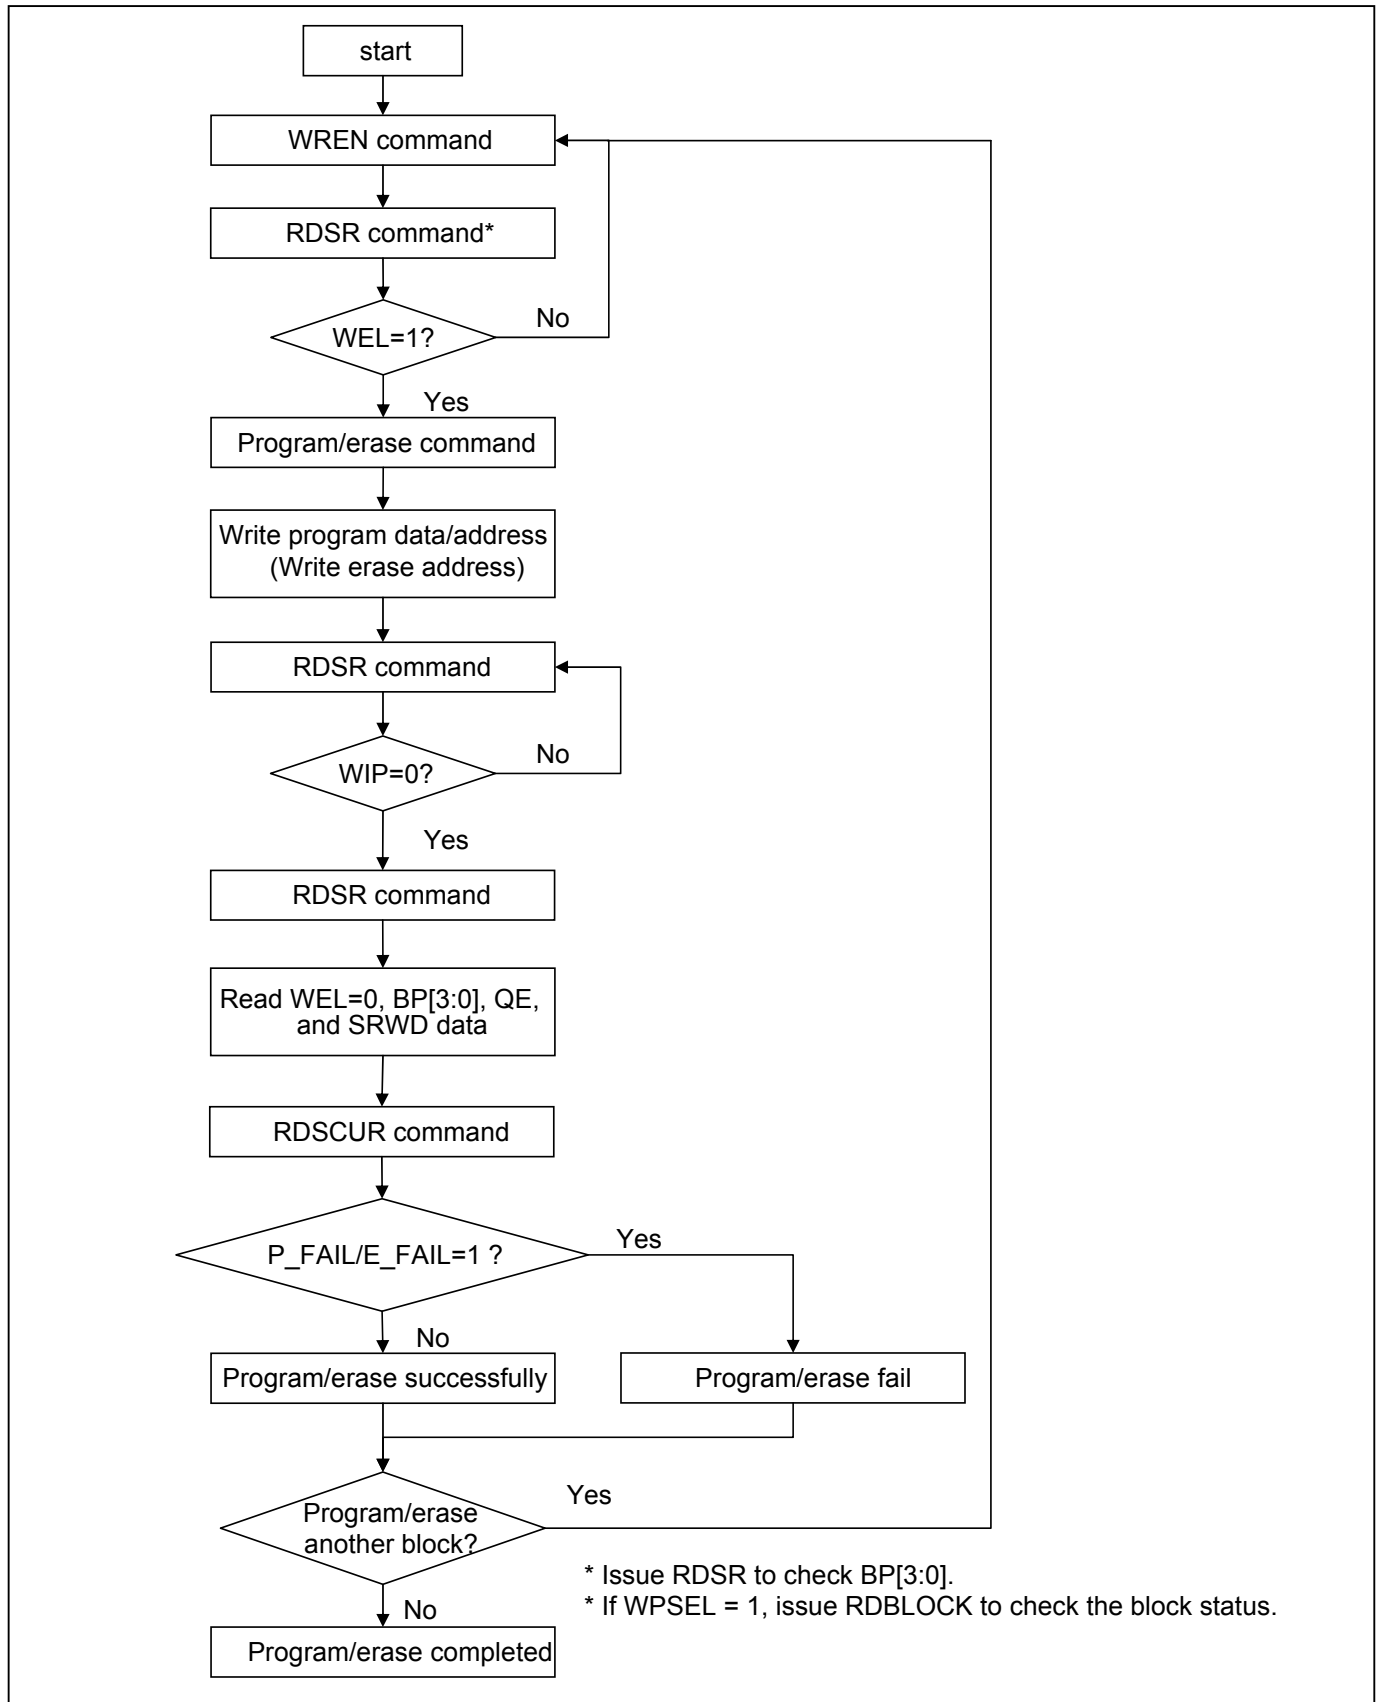 start
WREN command
RDSR command*
WEL=1?
No
Yes
Program/erase command
Write program data/address
(Write erase address)
RDSR command
WIP=0?
No
Yes
RDSR command
Read WEL=0, BP[3:0], QE,
and SRWD data
RDSCUR command
P_FAIL/E_FAIL=1 ?
Yes
No
Program/erase successfully
Program/erase fail
Program/erase
another block?
Yes
* Issue RDSR to check BP[3:0].
* If WPSEL = 1, issue RDBLOCK to check the block status.
No
Program/erase completed